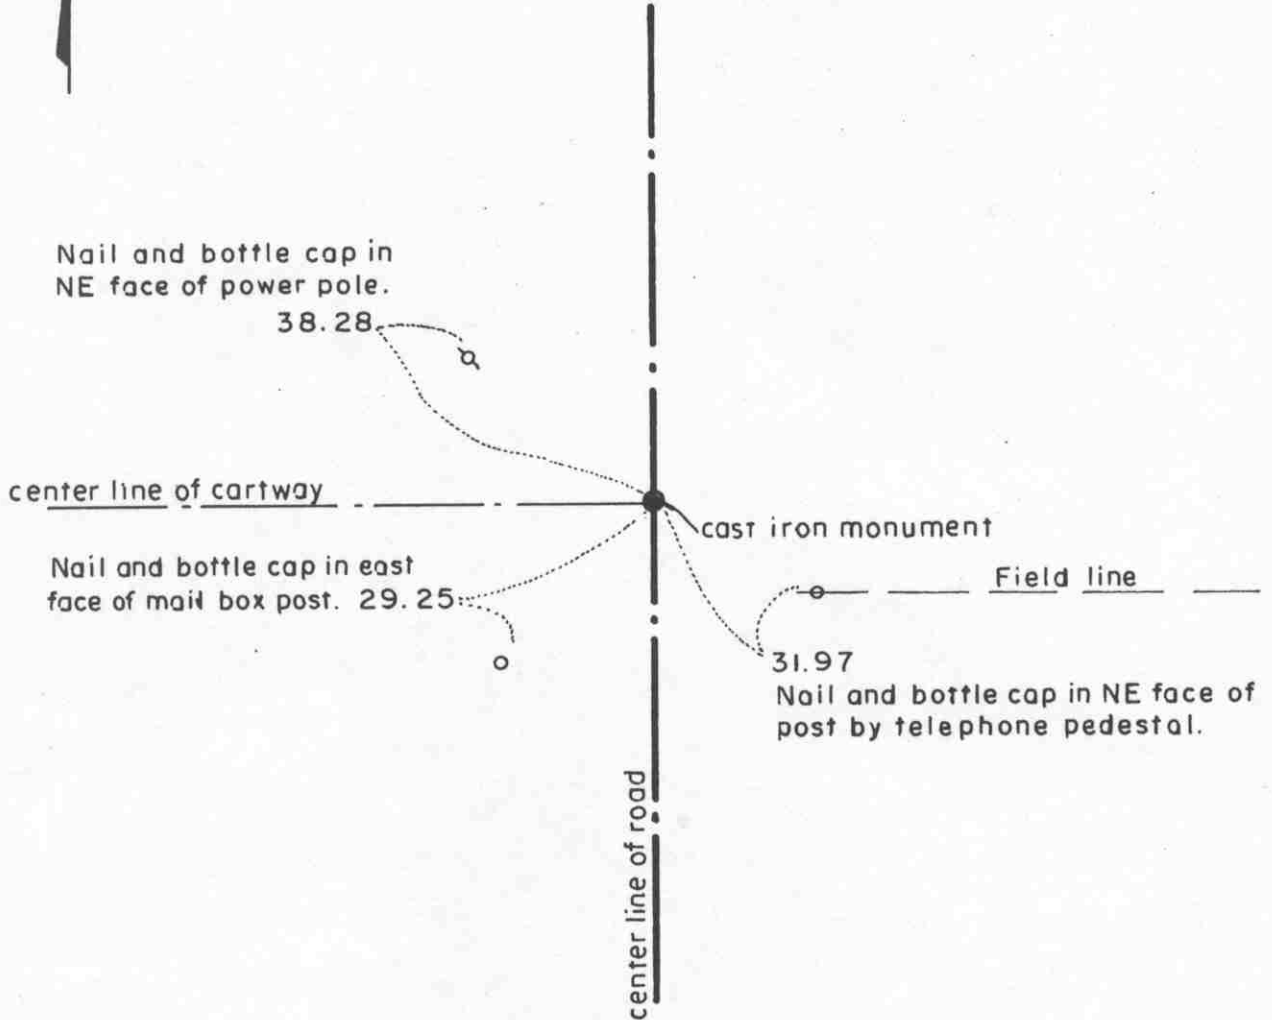 Nail and bottle cap in
NE face of power pole.
38.28
center line of cartway
cast iron monument
Nail and bottle cap in east
face of mail box post. 29.25
Field line
31.97
Nail and bottle cap in NE face of
post by telephone pedestal.
center line of road